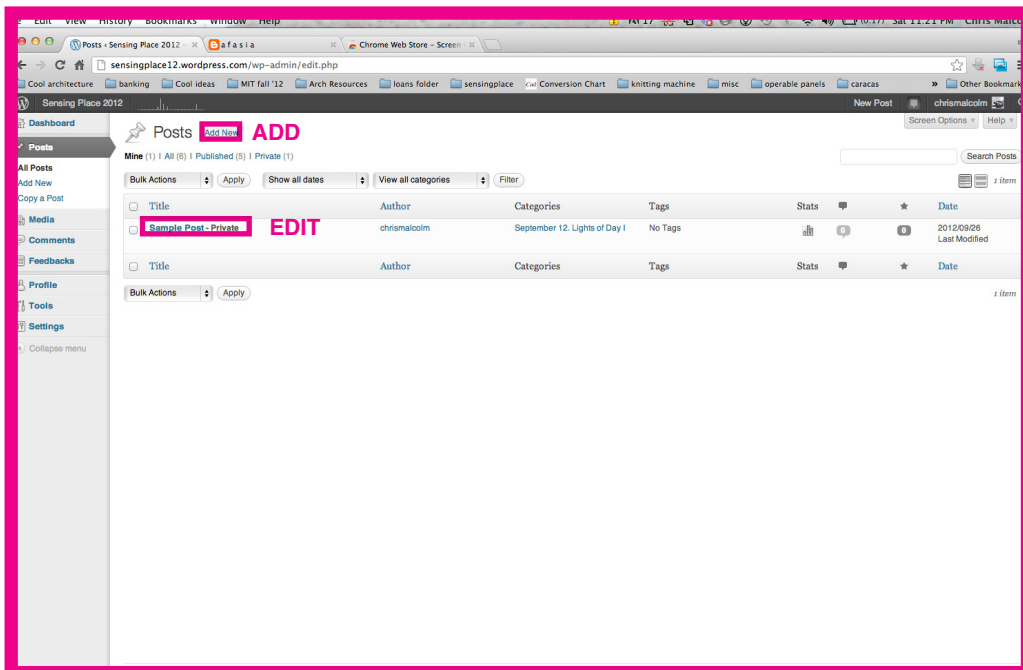 Edit View History Bookmarks Window Help (0:17) Sat 11:21 PM Chris Malco
Posts ‹ Sensing Place 2012 — B a f a s i a Chrome Web Store - Screen
sensingplace12.wordpress.com/wp-admin/edit.php
Cool architecture banking Cool ideas MIT fall '12 Arch Resources loans folder sensingplace Conversion Chart knitting machine misc operable panels caracas » Other Bookmark
Sensing Place 2012 New Post chrismalcolm
Dashboard Screen Options Help
Posts Add New ADD
Posts
Mine (1) | All (6) | Published (5) | Private (1) Search Posts
All Posts
Add New
Copy a Post
Bulk Actions Apply Show all dates View all categories Filter 1 item
Title Author Categories Tags Stats Date
Media
Sample Post - Private EDIT chrismalcolm September 12. Lights of Day I No Tags 0 0 2012/09/26
Last Modified
Comments
Feedbacks
Title Author Categories Tags Stats Date
Profile
Bulk Actions Apply 1 item
Tools
Settings
Collapse menu